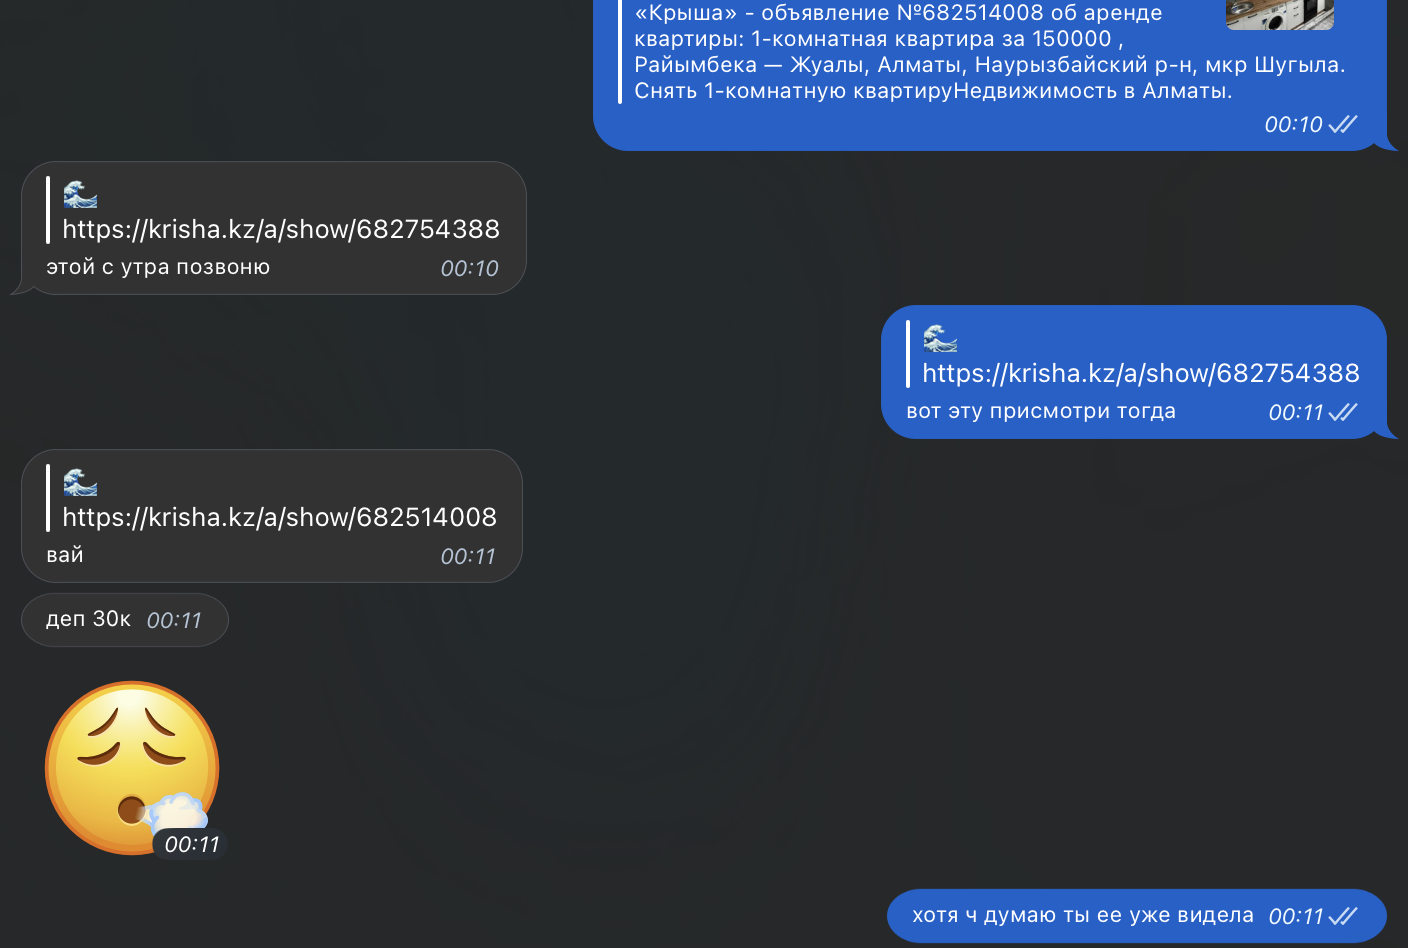 «Крыша» - объявление №682514008 об аренде
квартиры: 1-комнатная квартира за 150000 ,
Райымбека — Жуалы, Алматы, Наурызбайский р-н, мкр Шугыла.
Снять 1-комнатную квартируНедвижимость в Алматы.
00:10
🌊
https://krisha.kz/a/show/682754388
этой с утра позвоню 00:10
🌊
https://krisha.kz/a/show/682754388
вот эту присмотри тогда 00:11
🌊
https://krisha.kz/a/show/682514008
вай 00:11
деп 30к 00:11
00:11
хотя ч думаю ты ее уже видела 00:11